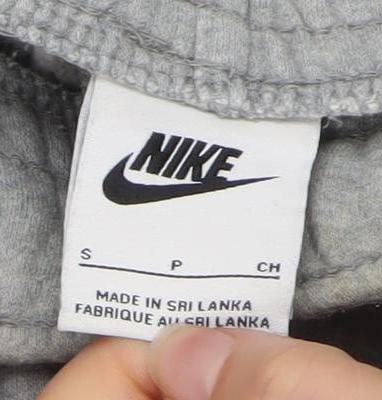 NIKE
S P CH
MADE IN SRI LANKA
FABRIQUE AU SRI LANKA